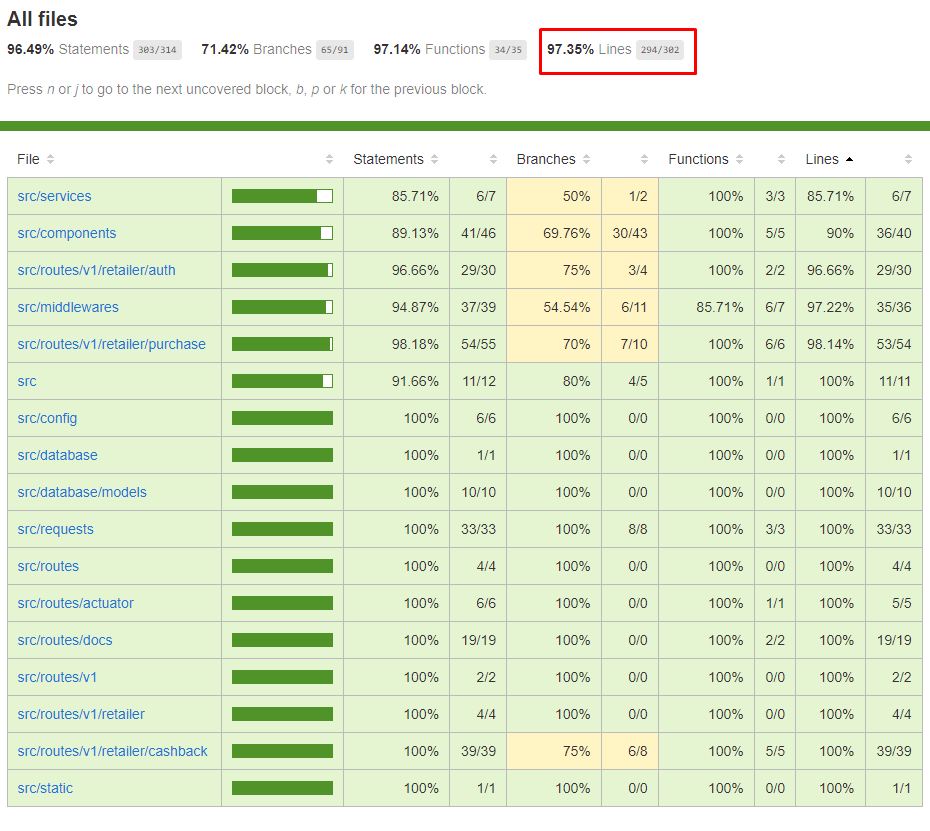 All files
96.49% Statements 303/314 71.42% Branches 65/91 97.14% Functions 34/35 97.35% Lines 294/302
Press n or j to go to the next uncovered block, b, p or k for the previous block.
File Statements Branches Functions Lines
src/services 85.71% 6/7 50% 1/2 100% 3/3 85.71% 6/7
src/components 89.13% 41/46 69.76% 30/43 100% 5/5 90% 36/40
src/routes/v1/retailer/auth 96.66% 29/30 75% 3/4 100% 2/2 96.66% 29/30
src/middlewares 94.87% 37/39 54.54% 6/11 85.71% 6/7 97.22% 35/36
src/routes/v1/retailer/purchase 98.18% 54/55 70% 7/10 100% 6/6 98.14% 53/54
src 91.66% 11/12 80% 4/5 100% 1/1 100% 11/11
src/config 100% 6/6 100% 0/0 100% 0/0 100% 6/6
src/database 100% 1/1 100% 0/0 100% 0/0 100% 1/1
src/database/models 100% 10/10 100% 0/0 100% 0/0 100% 10/10
src/requests 100% 33/33 100% 8/8 100% 3/3 100% 33/33
src/routes 100% 4/4 100% 0/0 100% 0/0 100% 4/4
src/routes/actuator 100% 6/6 100% 0/0 100% 1/1 100% 5/5
src/routes/docs 100% 19/19 100% 0/0 100% 2/2 100% 19/19
src/routes/v1 100% 2/2 100% 0/0 100% 0/0 100% 2/2
src/routes/v1/retailer 100% 4/4 100% 0/0 100% 0/0 100% 4/4
src/routes/v1/retailer/cashback 100% 39/39 75% 6/8 100% 5/5 100% 39/39
src/static 100% 1/1 100% 0/0 100% 0/0 100% 1/1